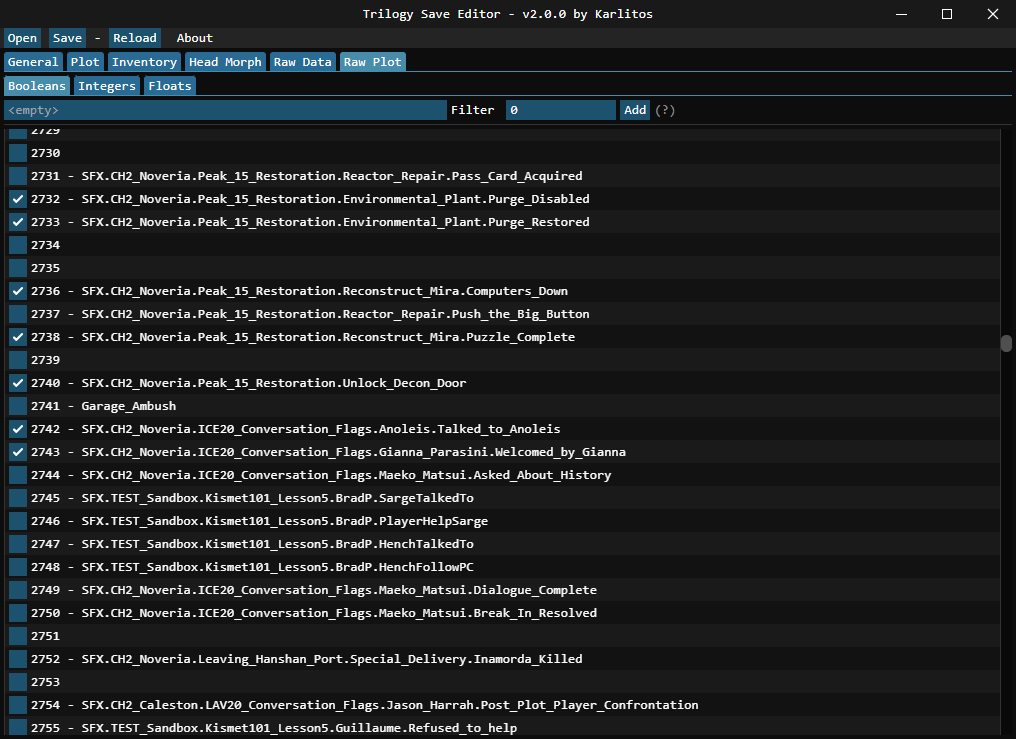 Trilogy Save Editor - v2.0.0 by Karlitos
Open Save - Reload About
General Plot Inventory Head Morph Raw Data Raw Plot
Booleans Integers Floats
<empty> Filter 0 Add (?)
2729
2730
2731 - SFX.CH2_Noveria.Peak_15_Restoration.Reactor_Repair.Pass_Card_Acquired
2732 - SFX.CH2_Noveria.Peak_15_Restoration.Environmental_Plant.Purge_Disabled
2733 - SFX.CH2_Noveria.Peak_15_Restoration.Environmental_Plant.Purge_Restored
2734
2735
2736 - SFX.CH2_Noveria.Peak_15_Restoration.Reconstruct_Mira.Computers_Down
2737 - SFX.CH2_Noveria.Peak_15_Restoration.Reactor_Repair.Push_the_Big_Button
2738 - SFX.CH2_Noveria.Peak_15_Restoration.Reconstruct_Mira.Puzzle_Complete
2739
2740 - SFX.CH2_Noveria.Peak_15_Restoration.Unlock_Decon_Door
2741 - Garage_Ambush
2742 - SFX.CH2_Noveria.ICE20_Conversation_Flags.Anoleis.Talked_to_Anoleis
2743 - SFX.CH2_Noveria.ICE20_Conversation_Flags.Gianna_Parasini.Welcomed_by_Gianna
2744 - SFX.CH2_Noveria.ICE20_Conversation_Flags.Maeko_Matsui.Asked_About_History
2745 - SFX.TEST_Sandbox.Kismet101_Lesson5.BradP.SargeTalkedTo
2746 - SFX.TEST_Sandbox.Kismet101_Lesson5.BradP.PlayerHelpSarge
2747 - SFX.TEST_Sandbox.Kismet101_Lesson5.BradP.HenchTalkedTo
2748 - SFX.TEST_Sandbox.Kismet101_Lesson5.BradP.HenchFollowPC
2749 - SFX.CH2_Noveria.ICE20_Conversation_Flags.Maeko_Matsui.Dialogue_Complete
2750 - SFX.CH2_Noveria.ICE20_Conversation_Flags.Maeko_Matsui.Break_In_Resolved
2751
2752 - SFX.CH2_Noveria.Leaving_Hanshan_Port.Special_Delivery.Inamorda_Killed
2753
2754 - SFX.CH2_Caleston.LAV20_Conversation_Flags.Jason_Harrah.Post_Plot_Player_Confrontation
2755 - SFX.TEST_Sandbox.Kismet101_Lesson5.Guillaume.Refused_to_help